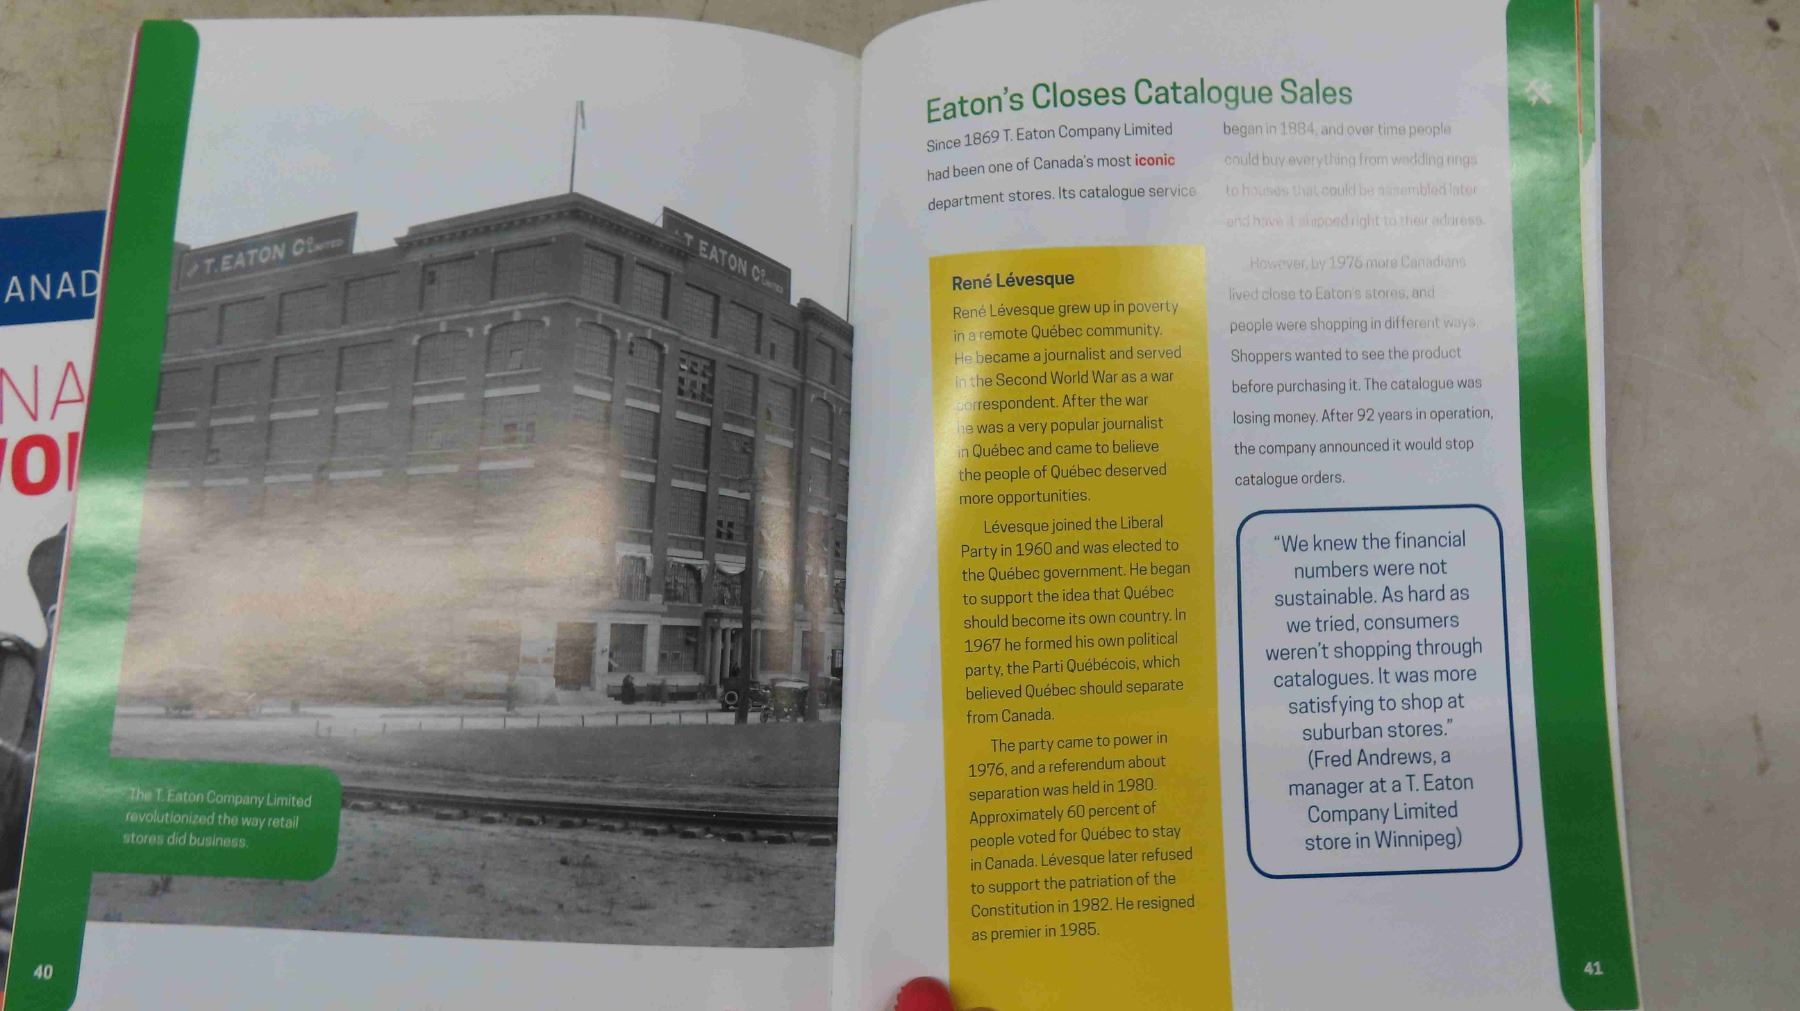 ANAD
NA
T. EATON Co LIMITED
T. EATON Co LIMITED
The T. Eaton Company Limited
revolutionized the way retail
stores did business.
40
Eaton's Closes Catalogue Sales
Since 1869 T. Eaton Company Limited
had been one of Canada's most iconic
department stores. Its catalogue service
began in 1884, and over time people
could buy everything from wedding rings
to houses that could be assembled later
and have it shipped right to their address.
However, by 1976 more Canadians
lived close to Eaton's stores, and
people were shopping in different ways.
Shoppers wanted to see the product
before purchasing it. The catalogue was
losing money. After 92 years in operation,
the company announced it would stop
catalogue orders.
René Lévesque
René Lévesque grew up in poverty
in a remote Québec community.
He became a journalist and served
in the Second World War as a war
correspondent. After the war
he was a very popular journalist
in Québec and came to believe
the people of Québec deserved
more opportunities.
Lévesque joined the Liberal
Party in 1960 and was elected to
the Québec government. He began
to support the idea that Québec
should become its own country. In
1967 he formed his own political
party, the Parti Québécois, which
believed Québec should separate
from Canada.
The party came to power in
1976, and a referendum about
separation was held in 1980.
Approximately 60 percent of
people voted for Québec to stay
in Canada. Lévesque later refused
to support the patriation of the
Constitution in 1982. He resigned
as premier in 1985.
"We knew the financial
numbers were not
sustainable. As hard as
we tried, consumers
weren't shopping through
catalogues. It was more
satisfying to shop at
suburban stores."
(Fred Andrews, a
manager at a T. Eaton
Company Limited
store in Winnipeg)
41